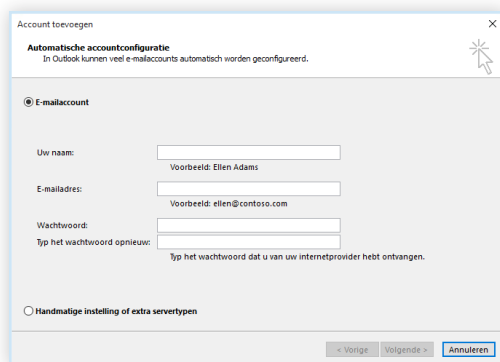 Account toevoegen
Automatische accountconfiguratie
In Outlook kunnen veel e-mailaccounts automatisch worden geconfigureerd.
E-mailaccount
Uw naam:
Voorbeeld: Ellen Adams
E-mailadres:
Voorbeeld: ellen@contoso.com
Wachtwoord:
Typ het wachtwoord opnieuw:
Typ het wachtwoord dat u van uw internetprovider hebt ontvangen.
Handmatige instelling of extra servertypen
< Vorige Volgende > Annuleren